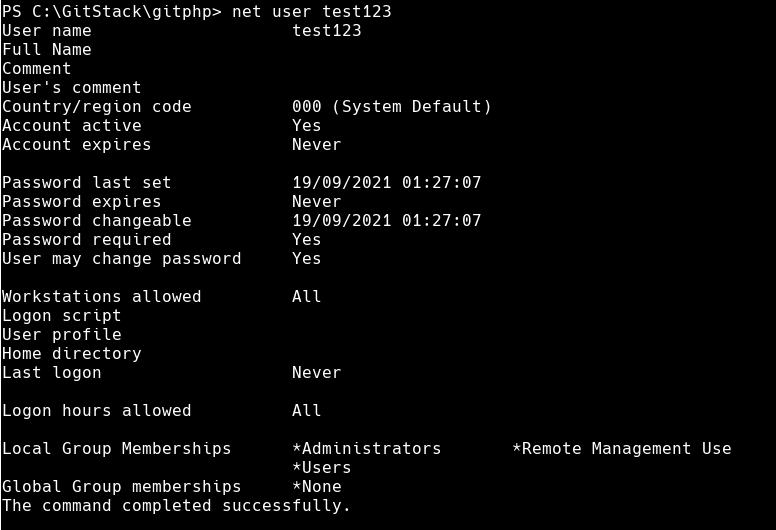 PS C:\GitStack\gitphp> net user test123
User name                    test123
Full Name
Comment
User's comment
Country/region code          000 (System Default)
Account active               Yes
Account expires              Never

Password last set            19/09/2021 01:27:07
Password expires             Never
Password changeable          19/09/2021 01:27:07
Password required            Yes
User may change password     Yes

Workstations allowed         All
Logon script
User profile
Home directory
Last logon                   Never

Logon hours allowed          All

Local Group Memberships      *Administrators       *Remote Management Use
                             *Users
Global Group memberships     *None
The command completed successfully.